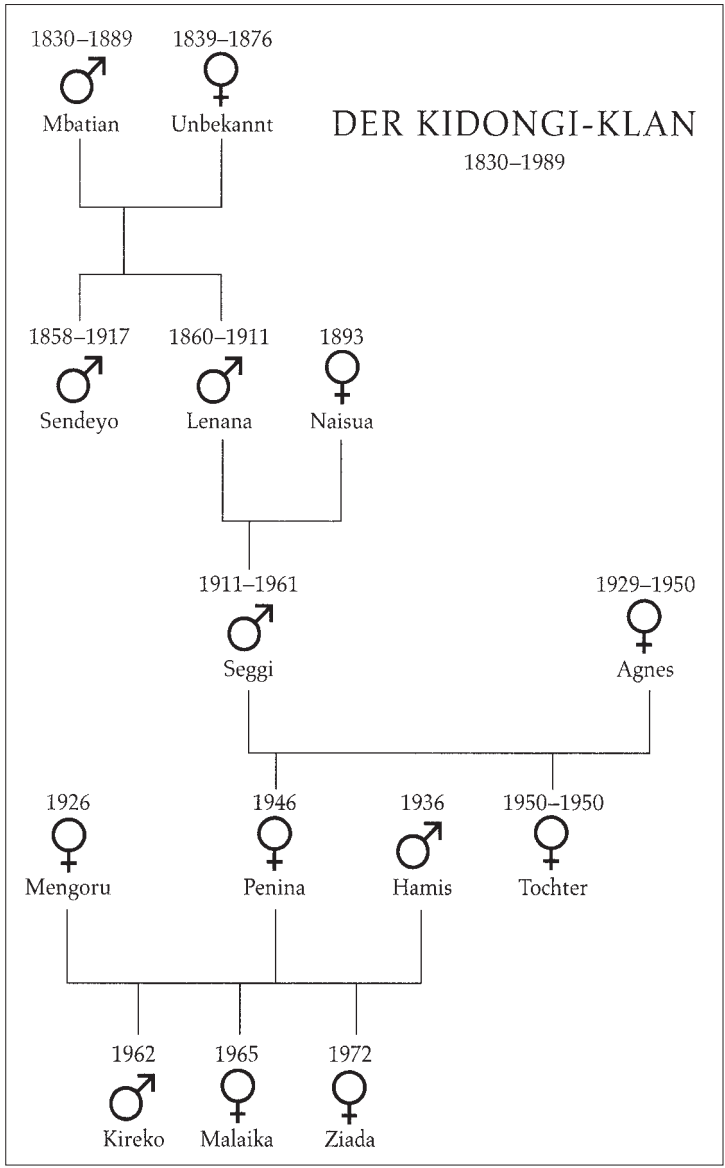 1830–1889 1839–1876
Mbatian Unbekannt
DER KIDONGI-KLAN
1830–1989
1858–1917 1860–1911 1893
Sendeyo Lenana Naisua
1911–1961 1929–1950
Seggi Agnes
1926 1946 1936 1950–1950
Mengoru Penina Hamis Tochter
1962 1965 1972
Kireko Malaika Ziada